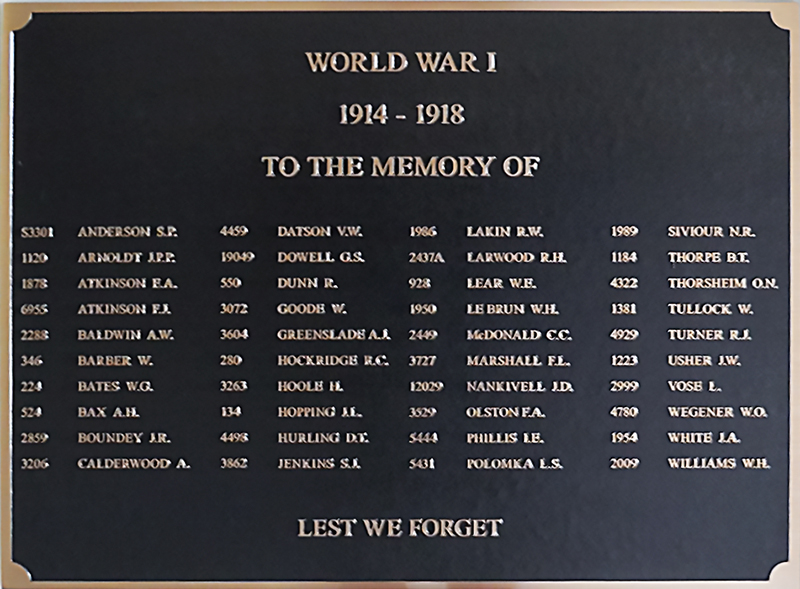 WORLD WAR I
1914 - 1918
TO THE MEMORY OF
S3301 ANDERSON S.P. 4459 DATSON V.W. 1986 LAKIN R.W. 1989 SIVIOUR N.R.
1120 ARNOLDT J.P.P. 19049 DOWELL G.S. 2437A LARWOOD R.H. 1184 THORPE B.T.
1878 ATKINSON E.A. 550 DUNN R. 928 LEAR W.E. 4322 THORSHEIM O.N.
6955 ATKINSON F.J. 3072 GOODE W. 1950 LE BRUN W.H. 1381 TULLOCK W.
2288 BALDWIN A.W. 3604 GREENSLADE A.J. 2449 McDONALD C.C. 4929 TURNER R.J.
346 BARBER W. 280 HOCKRIDGE R.C. 3727 MARSHALL F.L. 1223 USHER J.W.
224 BATES W.G. 3263 HOOLE H. 12029 NANKIVELL J.D. 2999 VOSE L.
524 BAX A.H. 134 HOPPING J.L. 3529 OLSTON F.A. 4780 WEGENER W.O.
2859 BOUNDEY J.R. 4498 HURLING D.T. 5444 PHILLIS I.E. 1954 WHITE J.A.
3206 CALDERWOOD A. 3862 JENKINS S.J. 5431 POLOMKA L.S. 2009 WILLIAMS W.H.
LEST WE FORGET